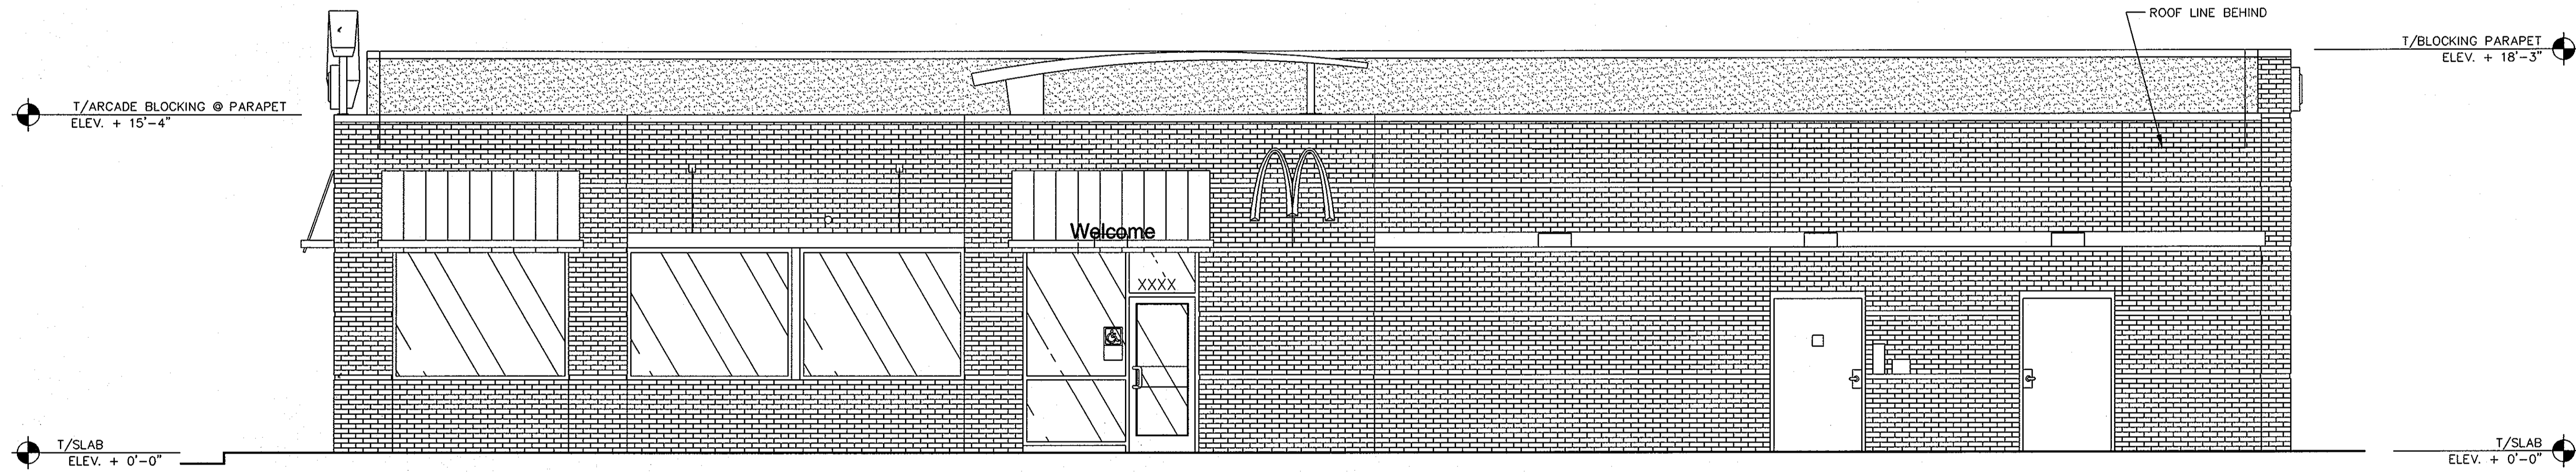 ROOF LINE BEHIND
T/BLOCKING PARAPET
ELEV. + 18'-3"
T/ARCADE BLOCKING @ PARAPET
ELEV. + 15'-4"
Welcome
XXXX
T/SLAB
ELEV. + 0'-0"
T/SLAB
ELEV. + 0'-0"